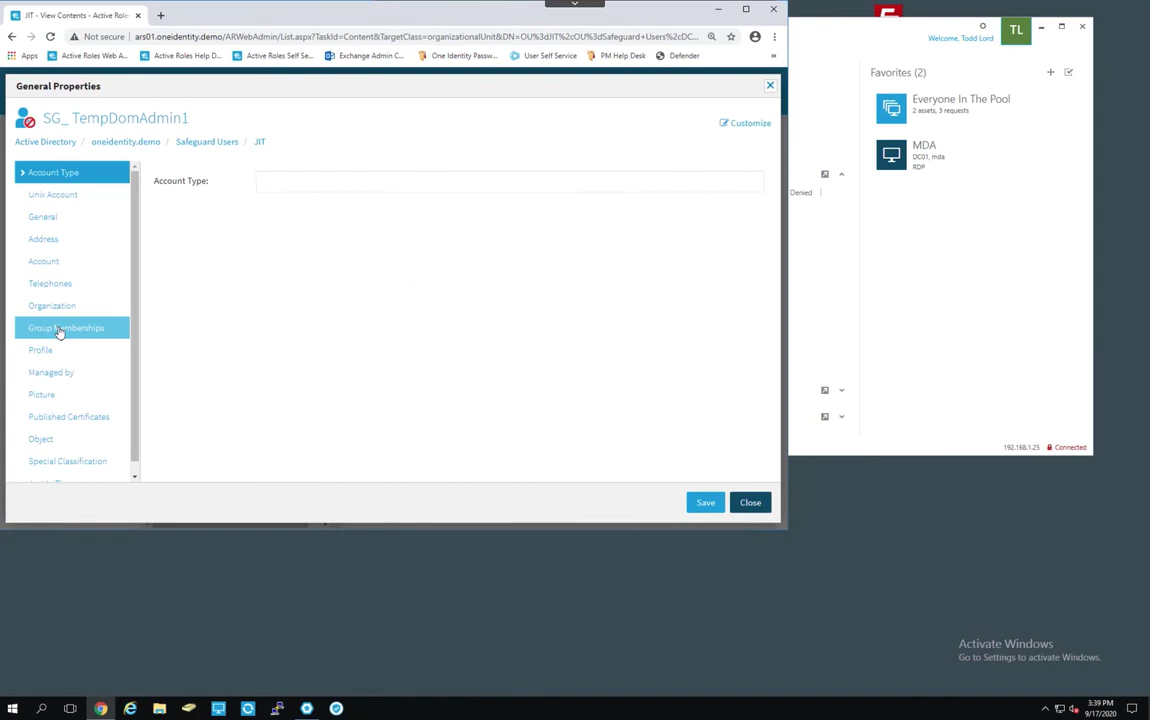 JIT - View Contents - Active Roles
Not secure | ars01.oneidentity.demo/ARWebAdmin/List.aspx?TaskId=Content&TargetClass=organizationalUnit&DN=OU%3dJIT%2cOU%3dSafeguard+Users%2cDC...
Apps Active Roles Web A... Active Roles Help D... Active Roles Self Se... Exchange Admin C... One Identity Passwo... User Self Service PM Help Desk Defender »
General Properties
SG_ TempDomAdmin1
Customize
Active Directory / oneidentity.demo / Safeguard Users / JIT
Account Type
Unix Account
General
Address
Account
Telephones
Organization
Group Memberships
Profile
Managed by
Picture
Published Certificates
Object
Special Classification
Account Type:
Save Close
Welcome, Todd Lord
TL
Favorites (2)
Everyone In The Pool
2 assets, 3 requests
MDA
DC01, mda
RDP
Denied
192.168.1.25 Connected
Activate Windows
Go to Settings to activate Windows.
3:39 PM
9/17/2020